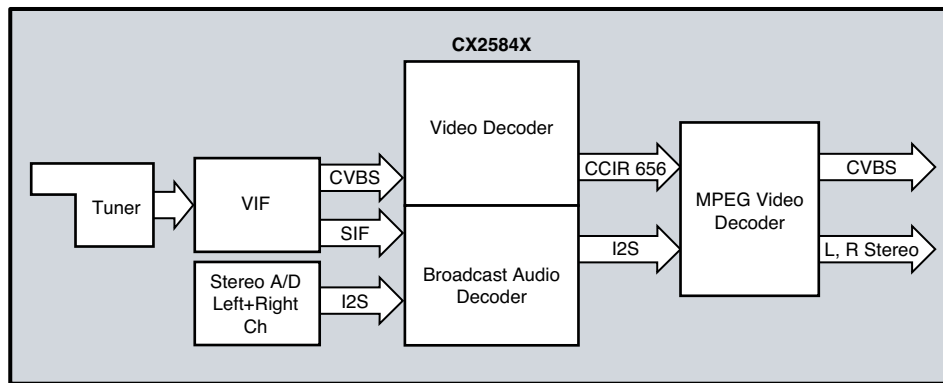 CX2584X
Video Decoder
Tuner
VIF
CVBS
SIF
CCIR 656
MPEG Video
Decoder
CVBS
Stereo A/D
Left+Right
Ch
I2S
Broadcast Audio
Decoder
I2S
L, R Stereo